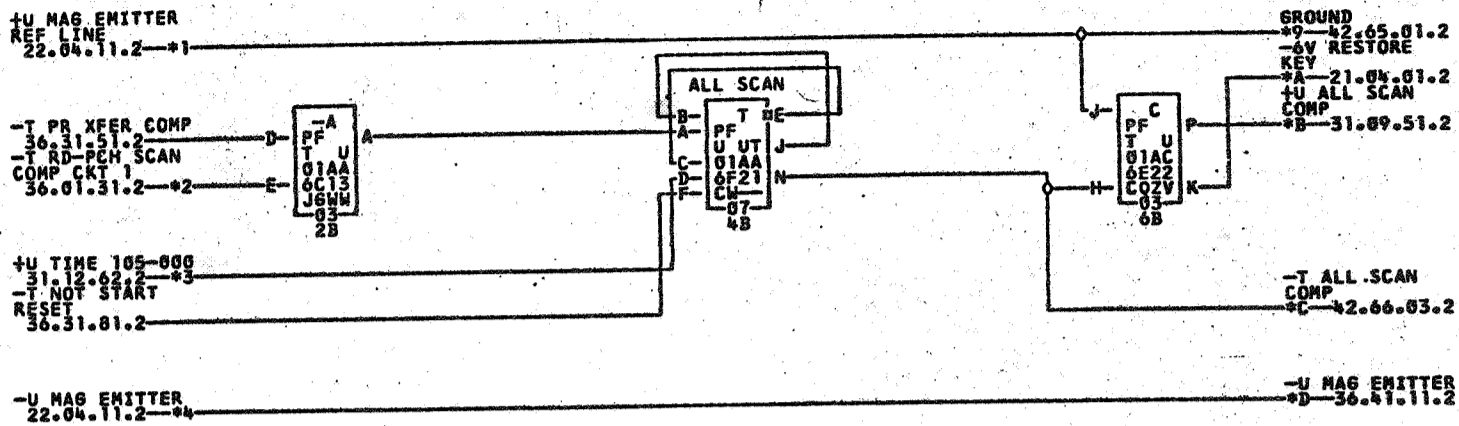 +U MAG EMITTER
REF LINE
22.04.11.2—*1
-T PR XFER COMP
36.31.51.2
-T RD-PCH SCAN
COMP CKT 1
36.01.31.2—*2
+U TIME 105-000
31.12.62.2—*3
-T NOT START
RESET
36.31.81.2
-U MAG EMITTER
22.04.11.2—*4
D
E
-A
PF
T U
01AA
6C13
JGWW
03
2B
A
ALL SCAN
B
A
C
D
F
T E
PF
U UT J
01AA
6F21 N
CW—
07
4B
J
H
C
PF P
T U
01AC
6E22
CQZV K
03
6B
GROUND
*9—42.65.01.2
-6V RESTORE
KEY
*A—21.04.01.2
+U ALL SCAN
COMP
*B—31.09.51.2
-T ALL SCAN
COMP
*C—42.66.03.2
-U MAG EMITTER
*D—36.41.11.2